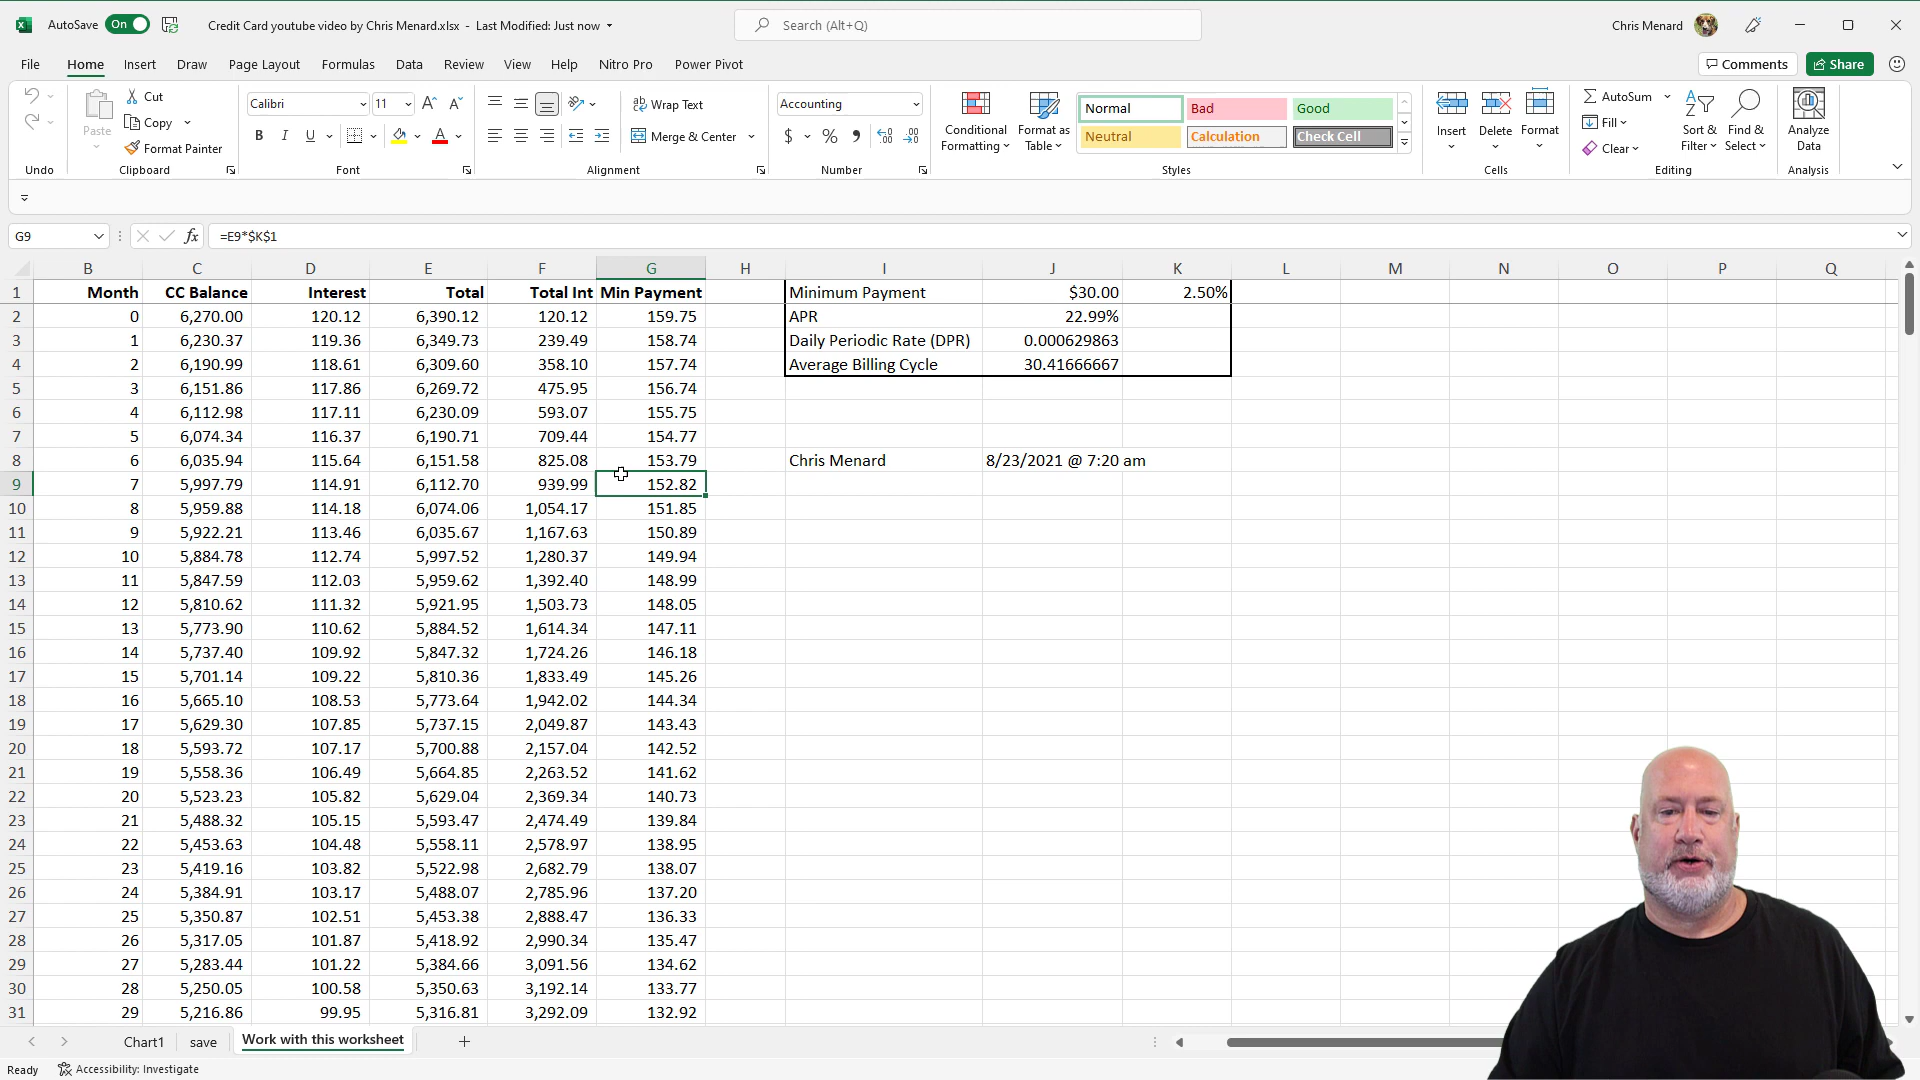 AutoSave On Credit Card youtube video by Chris Menard.xlsx - Last Modified: Just now Search (Alt+Q) Chris Menard
File Home Insert Draw Page Layout Formulas Data Review View Help Nitro Pro Power Pivot Comments Share
Paste Cut Copy Format Painter
Calibri 11 B I U
Wrap Text Merge & Center
Accounting $ %
Conditional Formatting Format as Table
Normal Bad Good
Neutral Calculation Check Cell
Insert Delete Format
AutoSum Fill Clear Sort & Filter Find & Select Analyze Data
Undo Clipboard Font Alignment Number Styles Cells Editing Analysis
G9 fx =E9*$K$1
B C D E F G H I J K L M N O P Q
1 Month CC Balance Interest Total Total Int Min Payment Minimum Payment $30.00 2.50%
2 0 6,270.00 120.12 6,390.12 120.12 159.75 APR 22.99%
3 1 6,230.37 119.36 6,349.73 239.49 158.74 Daily Periodic Rate (DPR) 0.000629863
4 2 6,190.99 118.61 6,309.60 358.10 157.74 Average Billing Cycle 30.41666667
5 3 6,151.86 117.86 6,269.72 475.95 156.74
6 4 6,112.98 117.11 6,230.09 593.07 155.75
7 5 6,074.34 116.37 6,190.71 709.44 154.77
8 6 6,035.94 115.64 6,151.58 825.08 153.79 Chris Menard 8/23/2021 @ 7:20 am
9 7 5,997.79 114.91 6,112.70 939.99 152.82
10 8 5,959.88 114.18 6,074.06 1,054.17 151.85
11 9 5,922.21 113.46 6,035.67 1,167.63 150.89
12 10 5,884.78 112.74 5,997.52 1,280.37 149.94
13 11 5,847.59 112.03 5,959.62 1,392.40 148.99
14 12 5,810.62 111.32 5,921.95 1,503.73 148.05
15 13 5,773.90 110.62 5,884.52 1,614.34 147.11
16 14 5,737.40 109.92 5,847.32 1,724.26 146.18
17 15 5,701.14 109.22 5,810.36 1,833.49 145.26
18 16 5,665.10 108.53 5,773.64 1,942.02 144.34
19 17 5,629.30 107.85 5,737.15 2,049.87 143.43
20 18 5,593.72 107.17 5,700.88 2,157.04 142.52
21 19 5,558.36 106.49 5,664.85 2,263.52 141.62
22 20 5,523.23 105.82 5,629.04 2,369.34 140.73
23 21 5,488.32 105.15 5,593.47 2,474.49 139.84
24 22 5,453.63 104.48 5,558.11 2,578.97 138.95
25 23 5,419.16 103.82 5,522.98 2,682.79 138.07
26 24 5,384.91 103.17 5,488.07 2,785.96 137.20
27 25 5,350.87 102.51 5,453.38 2,888.47 136.33
28 26 5,317.05 101.87 5,418.92 2,990.34 135.47
29 27 5,283.44 101.22 5,384.66 3,091.56 134.62
30 28 5,250.05 100.58 5,350.63 3,192.14 133.77
31 29 5,216.86 99.95 5,316.81 3,292.09 132.92
Chart1 save Work with this worksheet
Ready Accessibility: Investigate